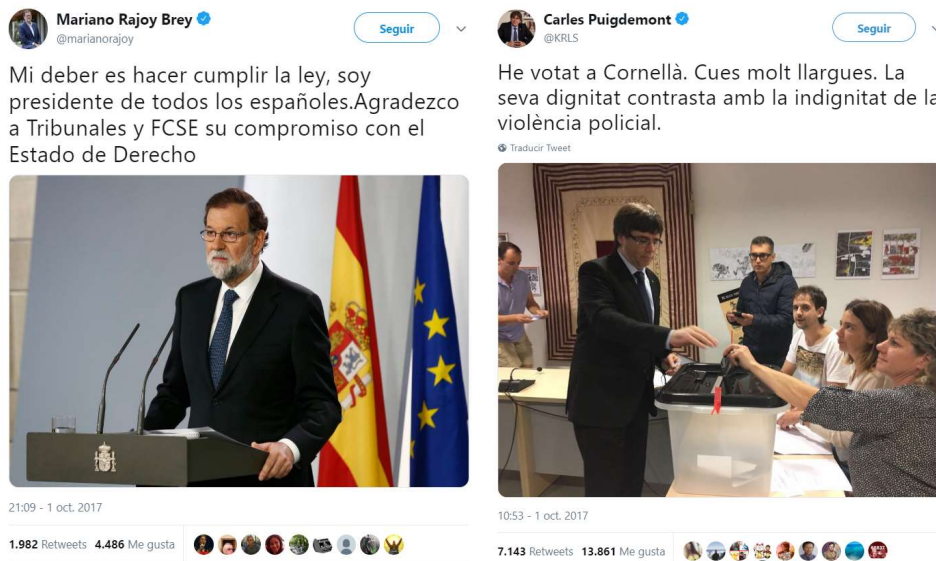 Mariano Rajoy Brey
@marianorajoy
Seguir
Mi deber es hacer cumplir la ley, soy
presidente de todos los españoles.Agradezco
a Tribunales y FCSE su compromiso con el
Estado de Derecho
21:09 - 1 oct. 2017
1.982 Retweets 4.486 Me gusta
Carles Puigdemont
@KRLS
Seguir
He votat a Cornellà. Cues molt llargues. La
seva dignitat contrasta amb la indignitat de la
violència policial.
Traducir Tweet
10:53 - 1 oct. 2017
7.143 Retweets 13.861 Me gusta